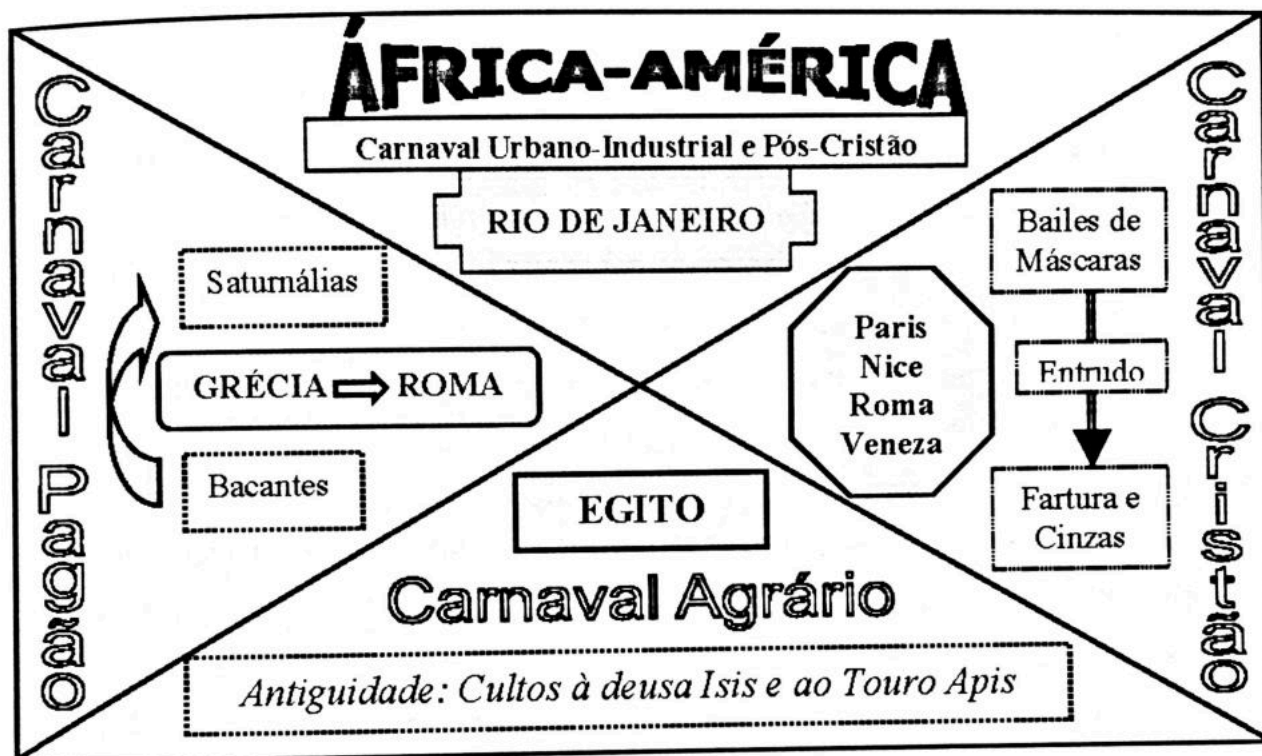 ÁFRICA-AMÉRICA
Carnaval Urbano-Industrial e Pós-Cristão
RIO DE JANEIRO
Carnaval Pagão
Saturnálias
GRÉCIA ROMA
Bacantes
Paris
Nice
Roma
Veneza
Bailes de
Máscaras
Entrudo
Fartura e
Cinzas
Carnaval Cristão
EGITO
Carnaval Agrário
Antiguidade: Cultos à deusa Isis e ao Touro Apis